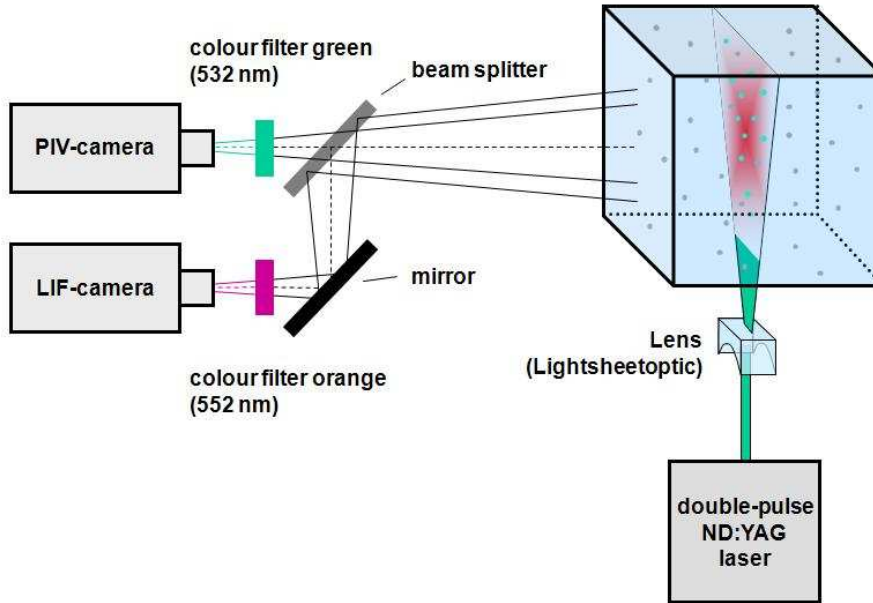 colour filter green
(532 nm)
beam splitter
PIV-camera
LIF-camera
mirror
colour filter orange
(552 nm)
Lens
(Lightsheetoptic)
double-pulse
ND:YAG
laser